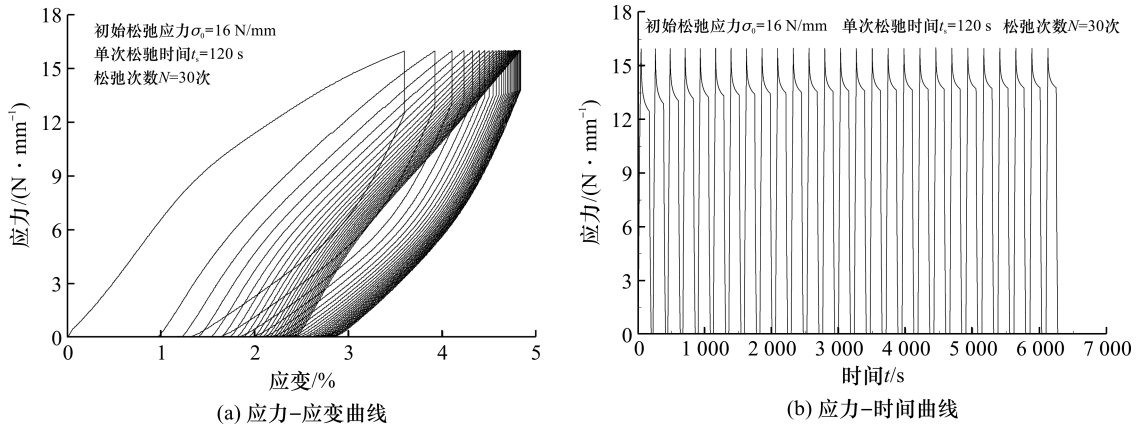 初始松弛应力σ₀=16 N/mm
单次松驰时间tₛ=120 s
松弛次数N=30次
应力/(N·mm⁻¹)
18
15
12
9
6
3
0
0 1 2 3 4 5
应变/%
(a) 应力-应变曲线
初始松弛应力σ₀=16 N/mm 单次松驰时间tₛ=120 s 松弛次数N=30次
应力/(N·mm⁻¹)
18
15
12
9
6
3
0
0 1 000 2 000 3 000 4 000 5 000 6 000 7 000
时间t/s
(b) 应力-时间曲线